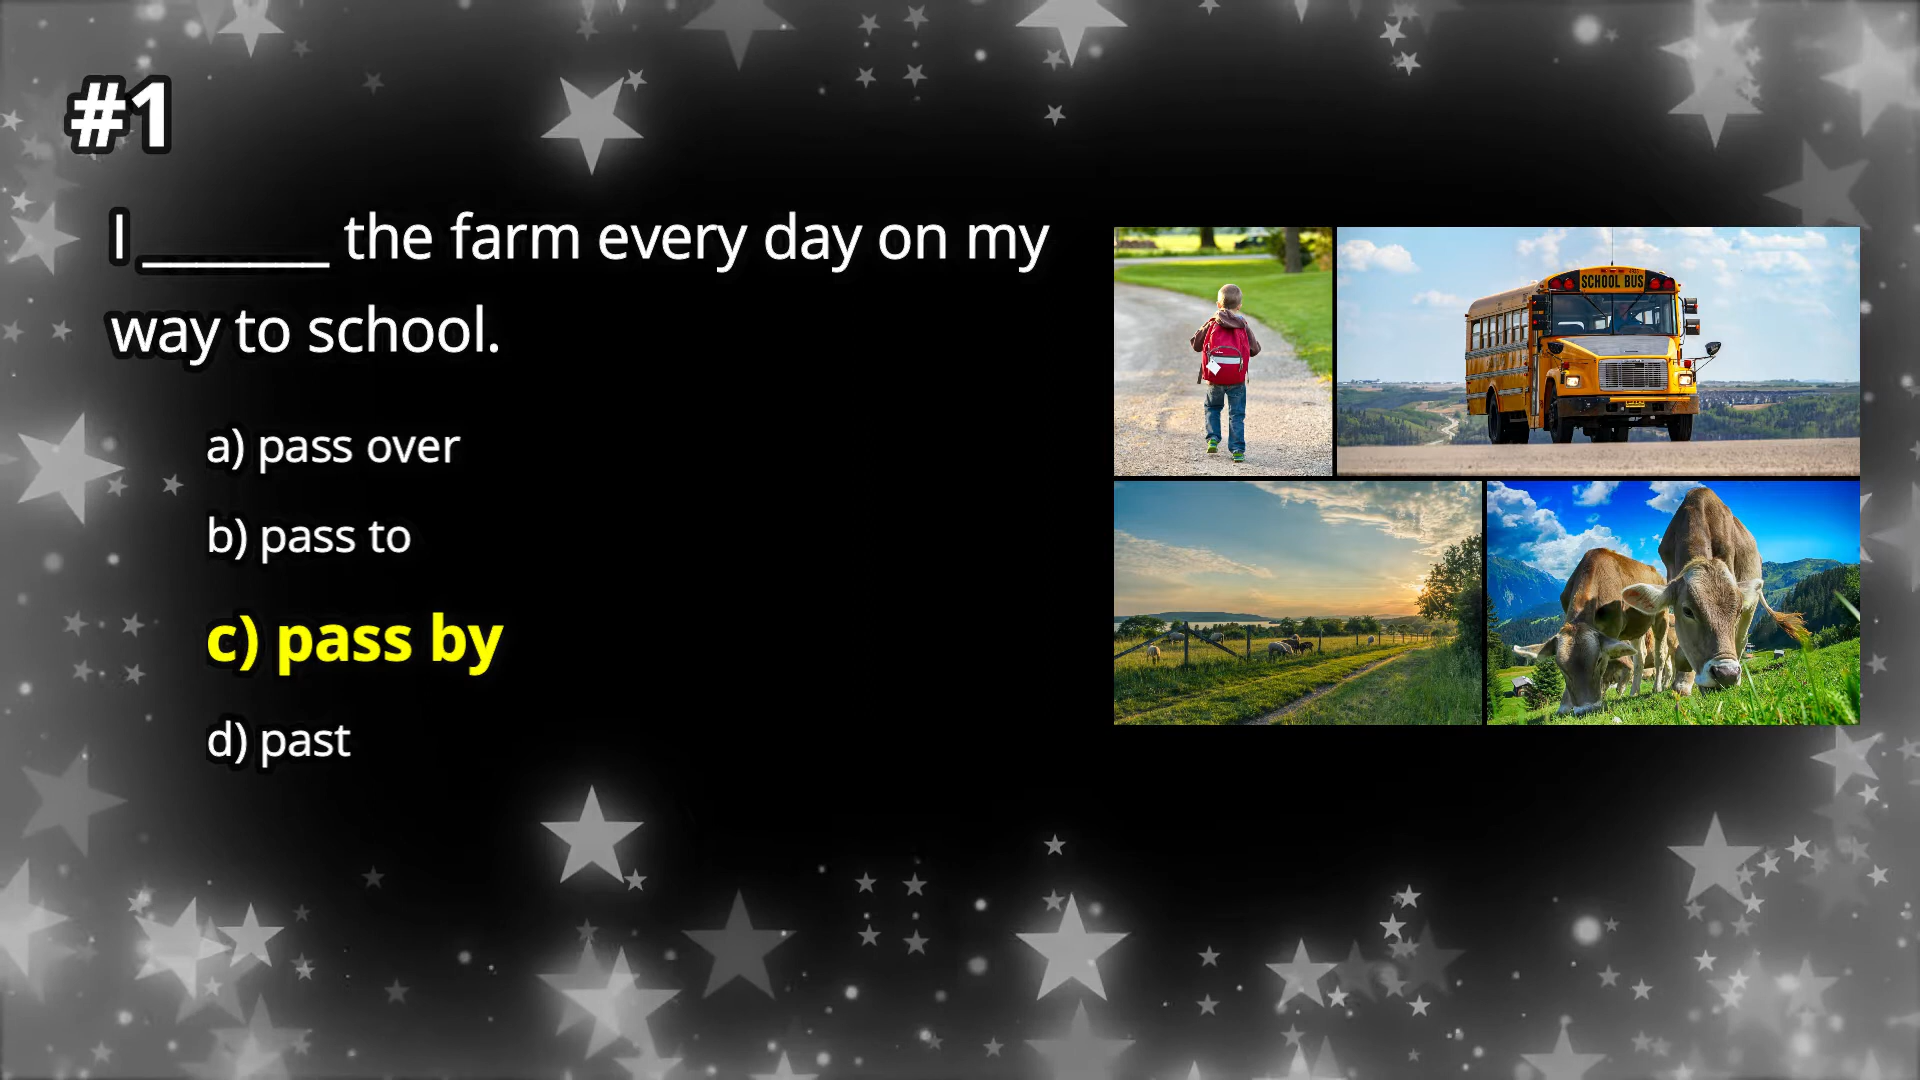 #1
I _______ the farm every day on my
way to school.
a) pass over
b) pass to
c) pass by
d) past
SCHOOL BUS